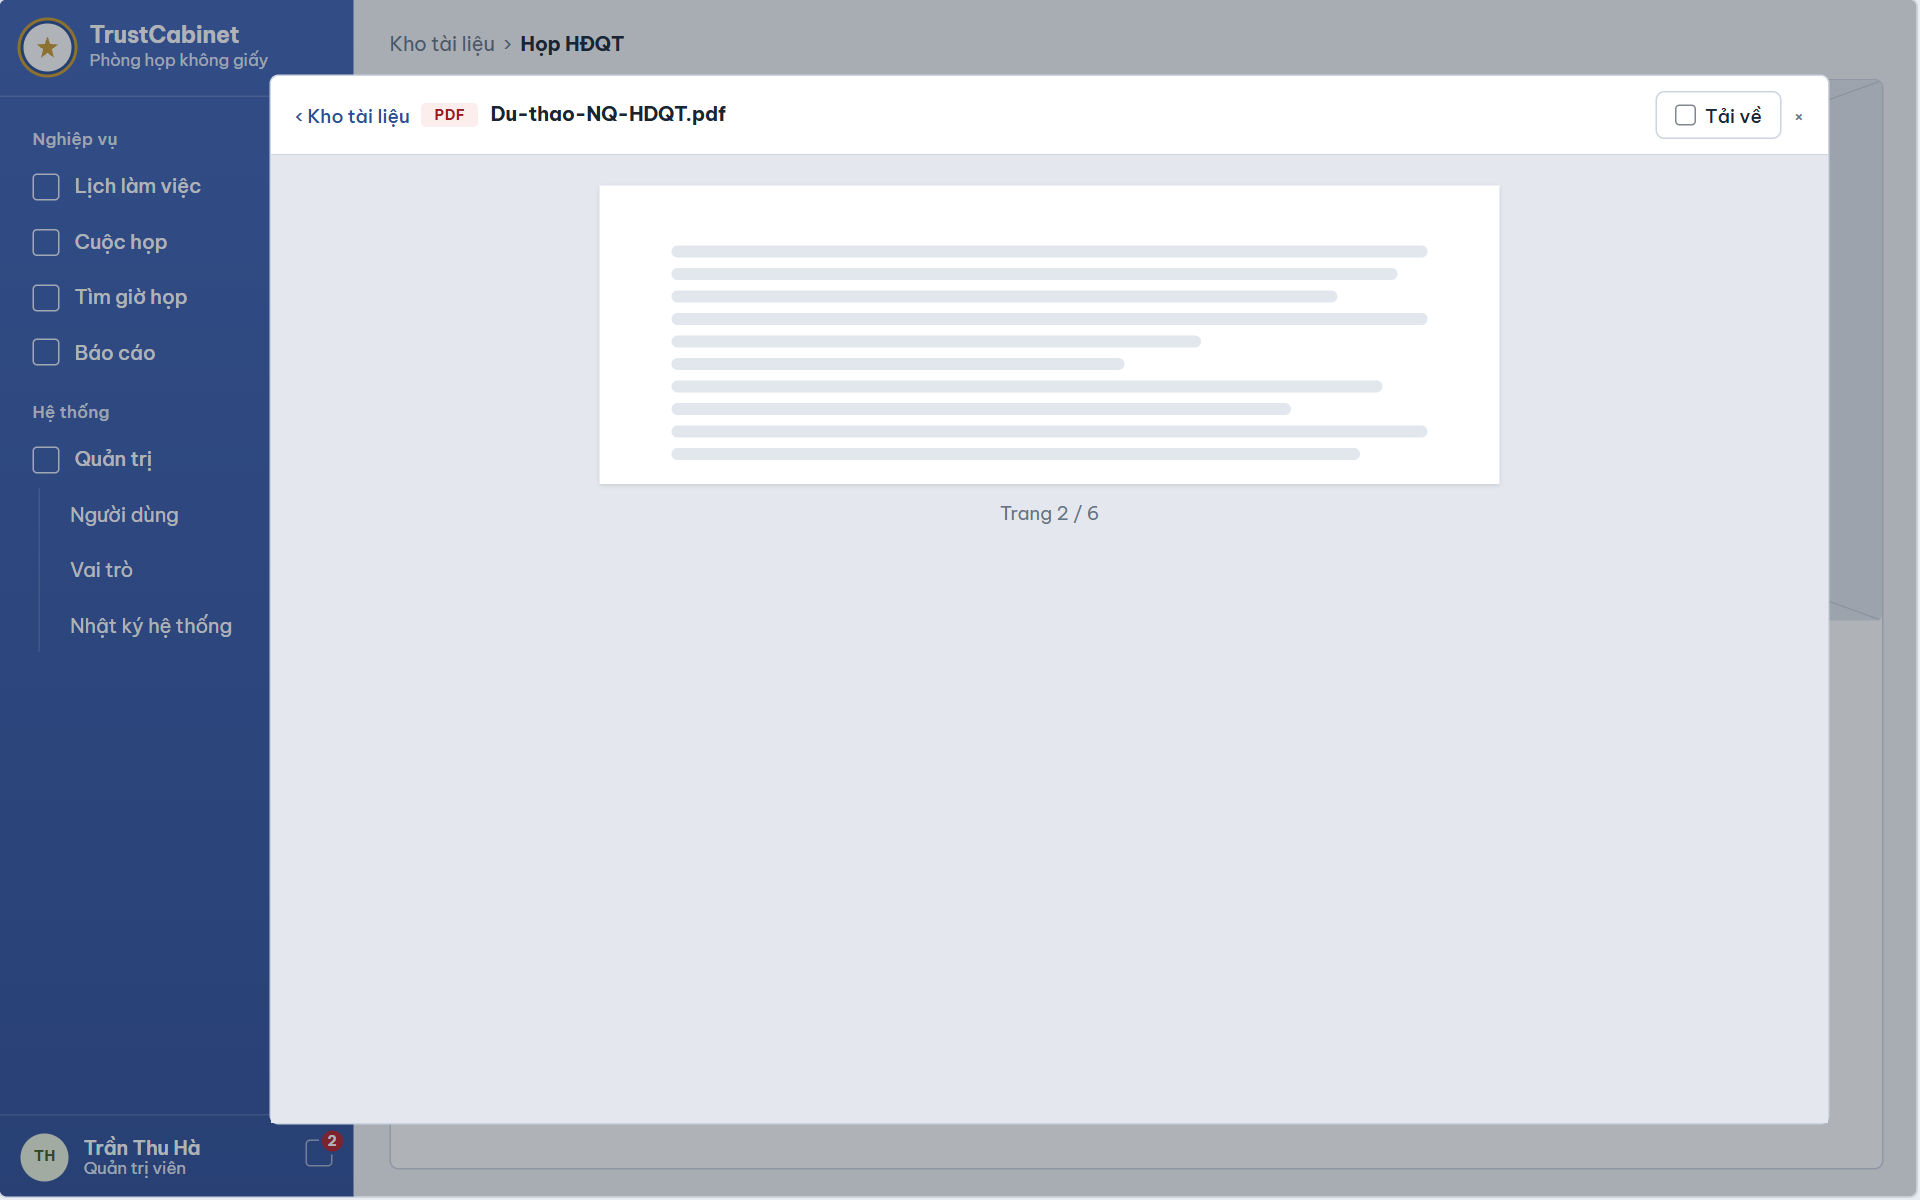 TrustCabinet
Phòng họp không giấy
Kho tài liệu › Họp HĐQT
‹ Kho tài liệu PDF Du-thao-NQ-HDQT.pdf
Tải về ×
Nghiệp vụ
Lịch làm việc
Cuộc họp
Tìm giờ họp
Báo cáo
Hệ thống
Quản trị
Người dùng
Vai trò
Nhật ký hệ thống
Trang 2 / 6
TH
Trần Thu Hà
Quản trị viên
2